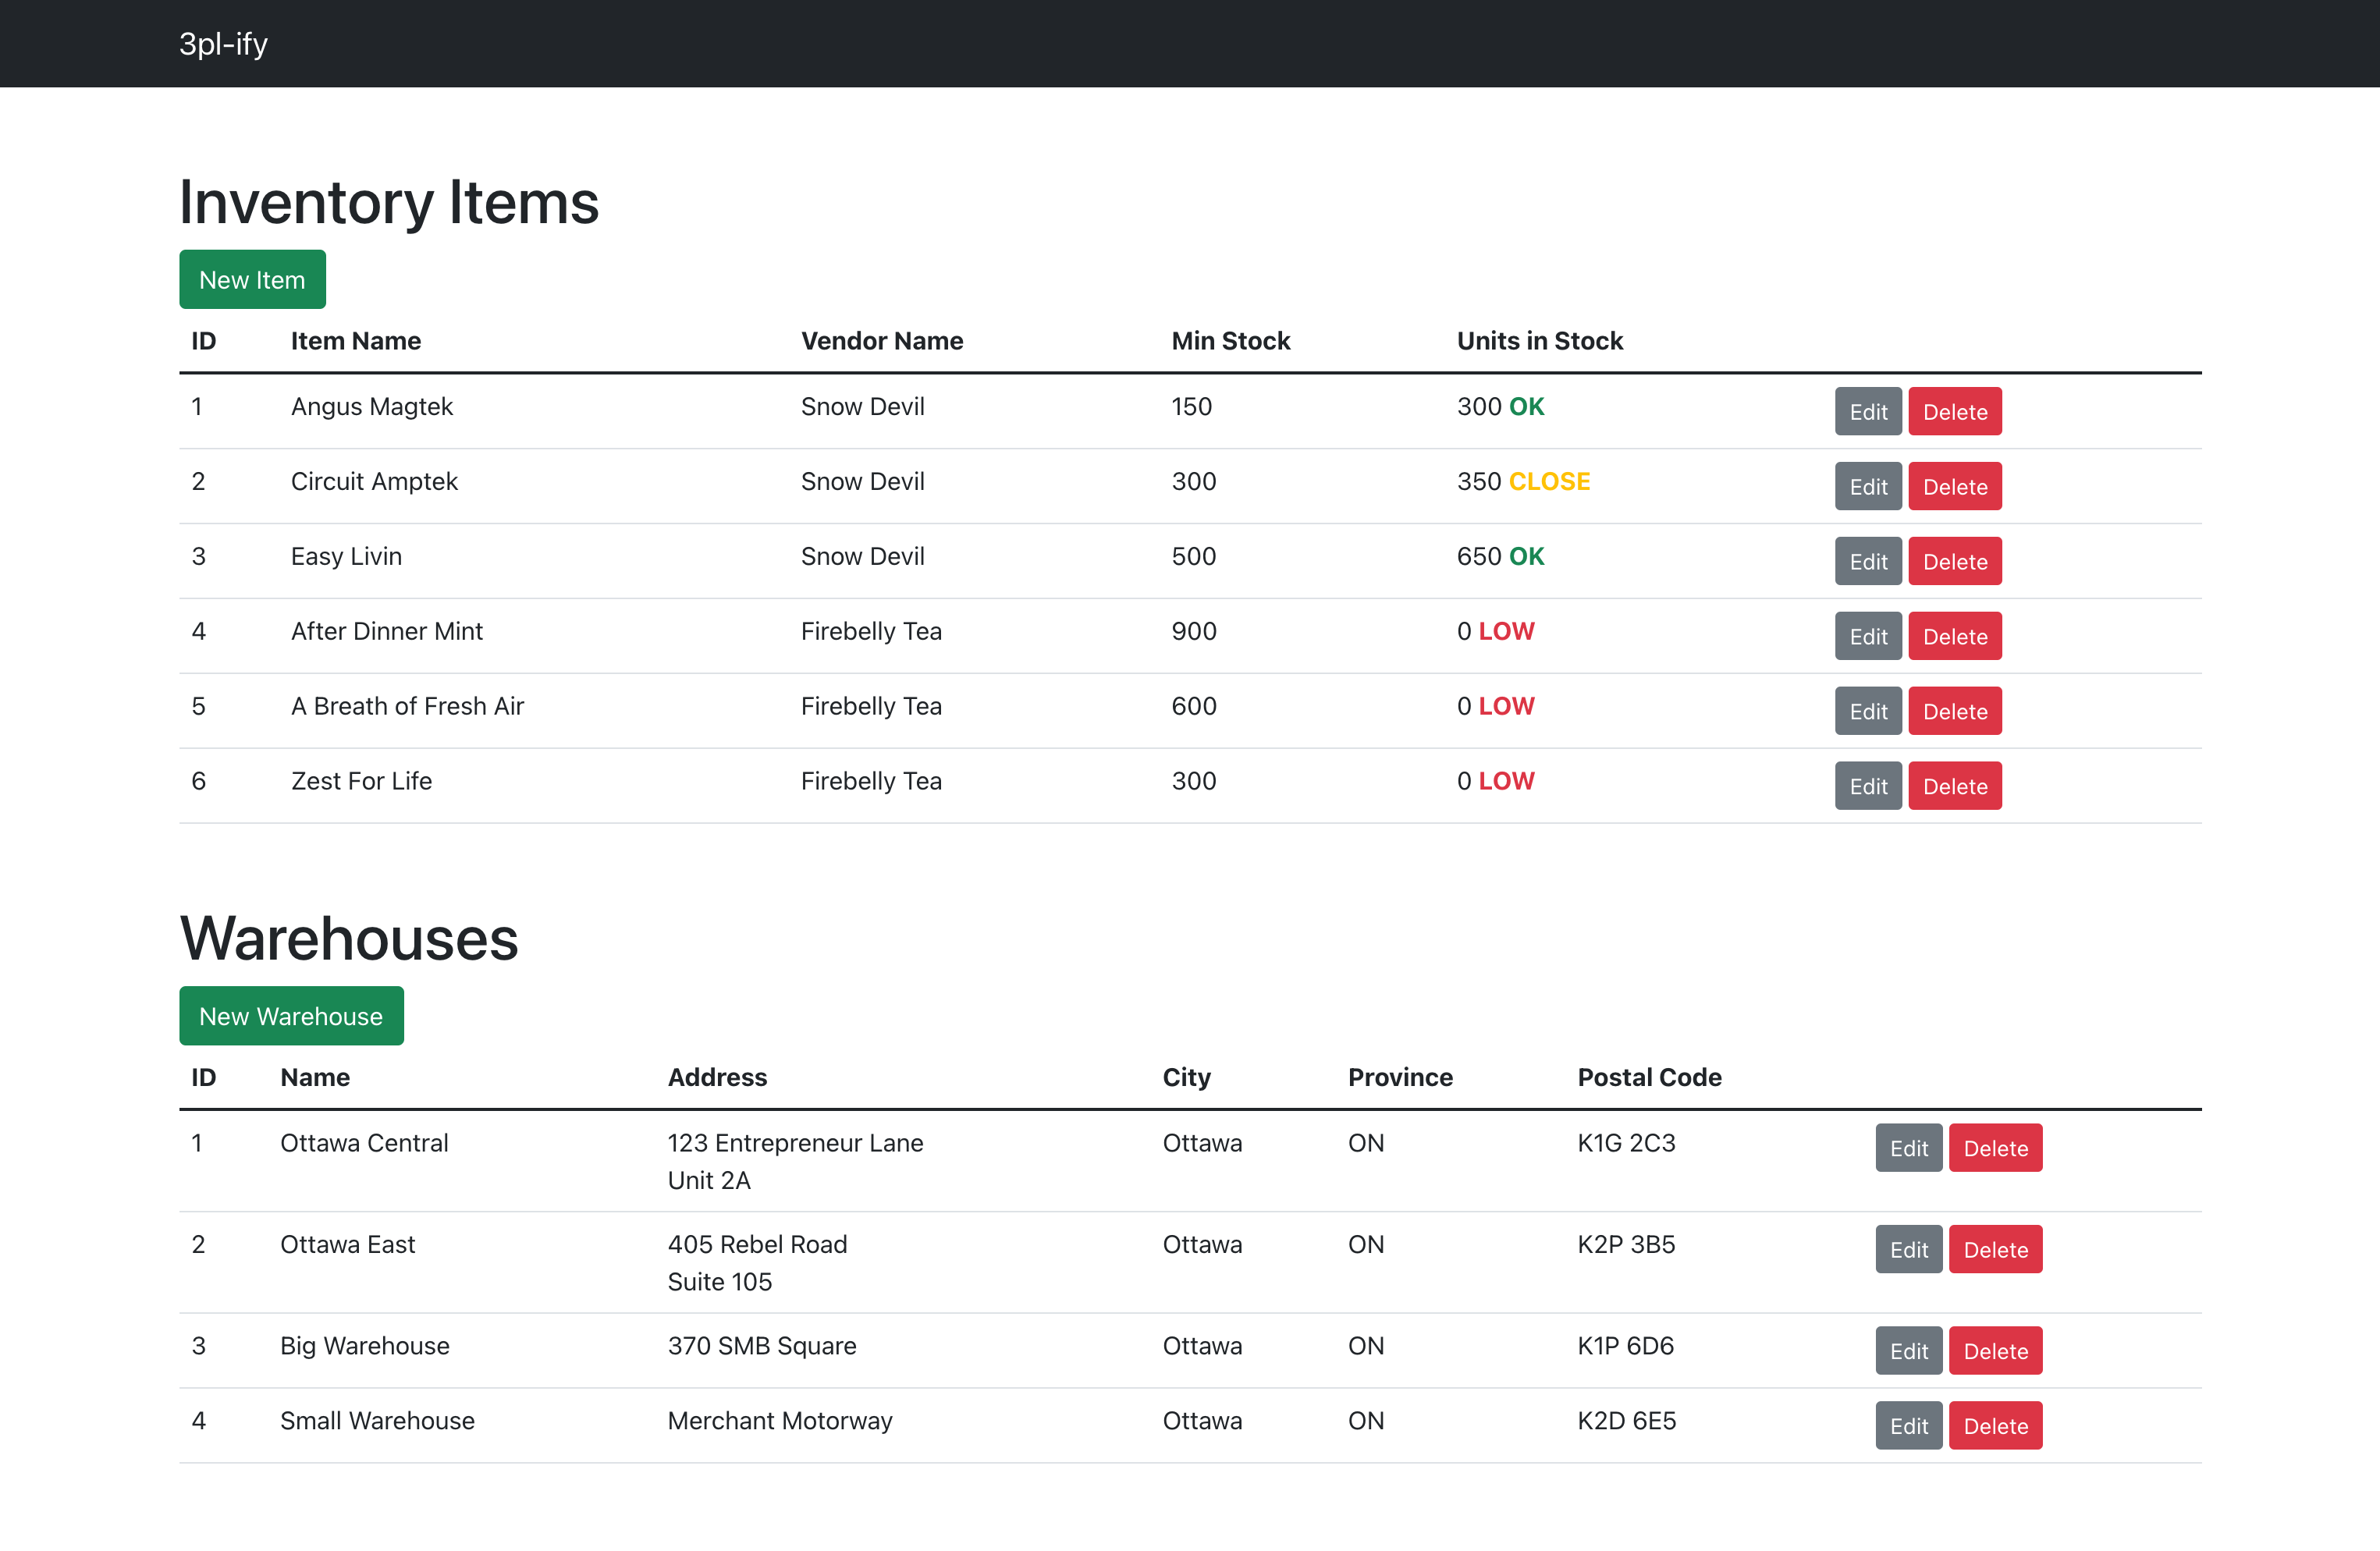 3pl-ify
Inventory Items
New Item
ID Item Name Vendor Name Min Stock Units in Stock
1 Angus Magtek Snow Devil 150 300 OK Edit Delete
2 Circuit Amptek Snow Devil 300 350 CLOSE Edit Delete
3 Easy Livin Snow Devil 500 650 OK Edit Delete
4 After Dinner Mint Firebelly Tea 900 0 LOW Edit Delete
5 A Breath of Fresh Air Firebelly Tea 600 0 LOW Edit Delete
6 Zest For Life Firebelly Tea 300 0 LOW Edit Delete
Warehouses
New Warehouse
ID Name Address City Province Postal Code
1 Ottawa Central 123 Entrepreneur Lane Ottawa ON K1G 2C3 Edit Delete
Unit 2A
2 Ottawa East 405 Rebel Road Ottawa ON K2P 3B5 Edit Delete
Suite 105
3 Big Warehouse 370 SMB Square Ottawa ON K1P 6D6 Edit Delete
4 Small Warehouse Merchant Motorway Ottawa ON K2D 6E5 Edit Delete